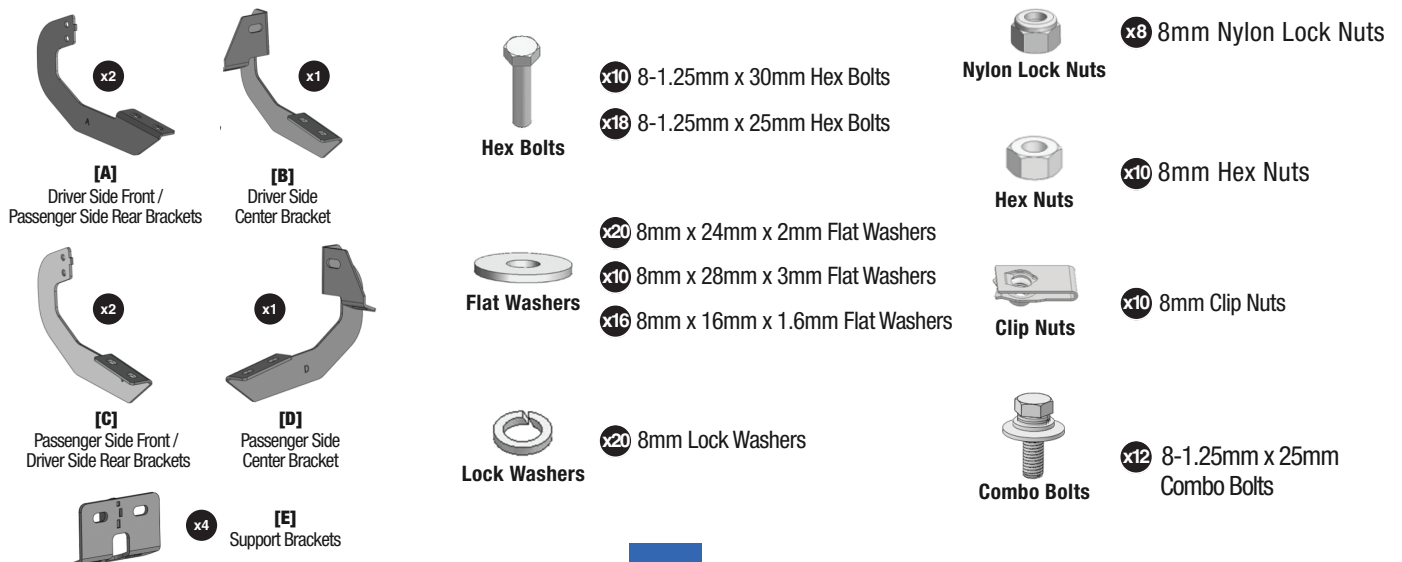 x2
A
[A]
Driver Side Front /
Passenger Side Rear Brackets
x1
[B]
Driver Side
Center Bracket
x2
[C]
Passenger Side Front /
Driver Side Rear Brackets
x1
D
[D]
Passenger Side
Center Bracket
x4
[E]
Support Brackets
Hex Bolts
x10 8-1.25mm x 30mm Hex Bolts
x18 8-1.25mm x 25mm Hex Bolts
Flat Washers
x20 8mm x 24mm x 2mm Flat Washers
x10 8mm x 28mm x 3mm Flat Washers
x16 8mm x 16mm x 1.6mm Flat Washers
Lock Washers
x20 8mm Lock Washers
Nylon Lock Nuts
x8 8mm Nylon Lock Nuts
Hex Nuts
x10 8mm Hex Nuts
Clip Nuts
x10 8mm Clip Nuts
Combo Bolts
x12 8-1.25mm x 25mm
Combo Bolts